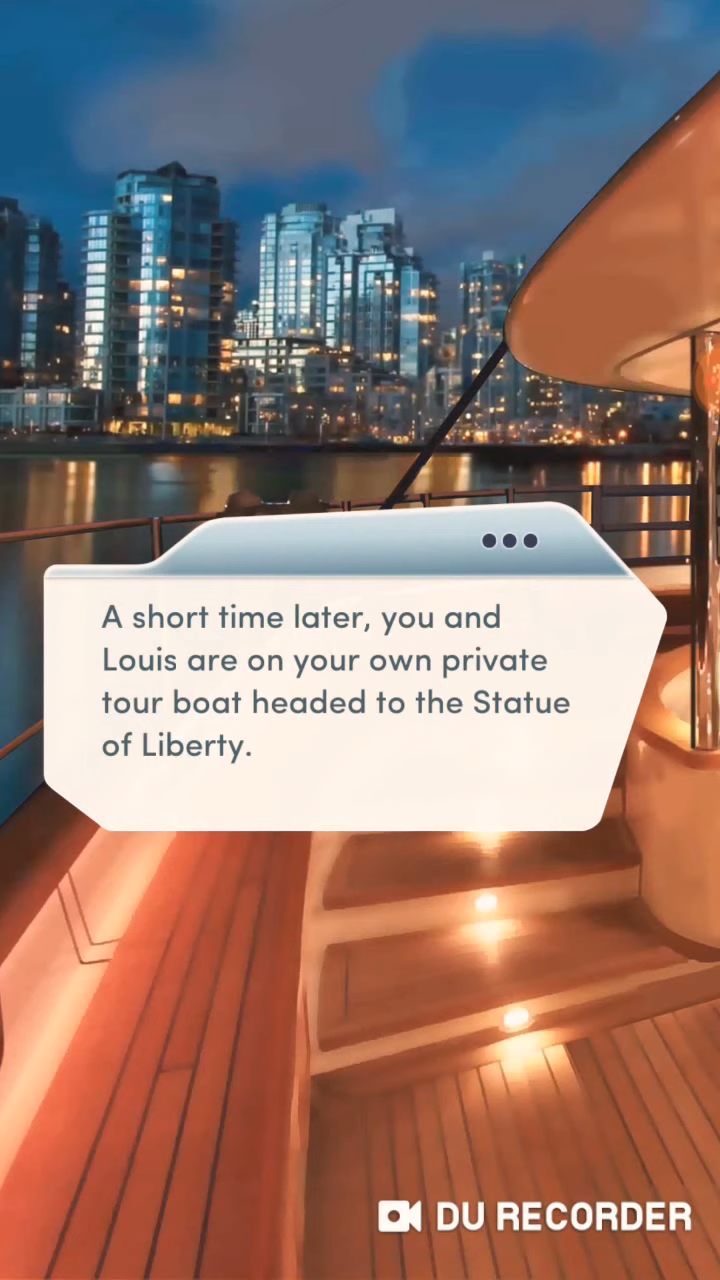 A short time later, you and
Louis are on your own private
tour boat headed to the Statue
of Liberty.
DU RECORDER